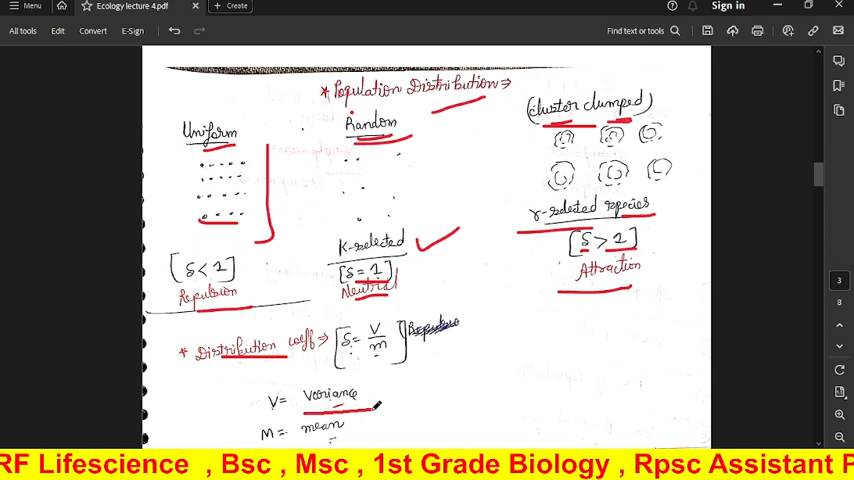 Menu
Ecology lecture 4.pdf
Create
Sign in
All tools
Edit
Convert
E-Sign
Find text or tools
* Population Distribution ⇒
Uniform
Random
(cluster clumped)
r-selected species
K-selected
[δ < 1]
[δ = 1]
[δ > 1]
Repulsion
Neutral
Attraction
* Distribution coeff ⇒ [δ = V/m]
V = Variance
M = mean
3
8
RF Lifescience , Bsc , Msc , 1st Grade Biology , Rpsc Assistant P